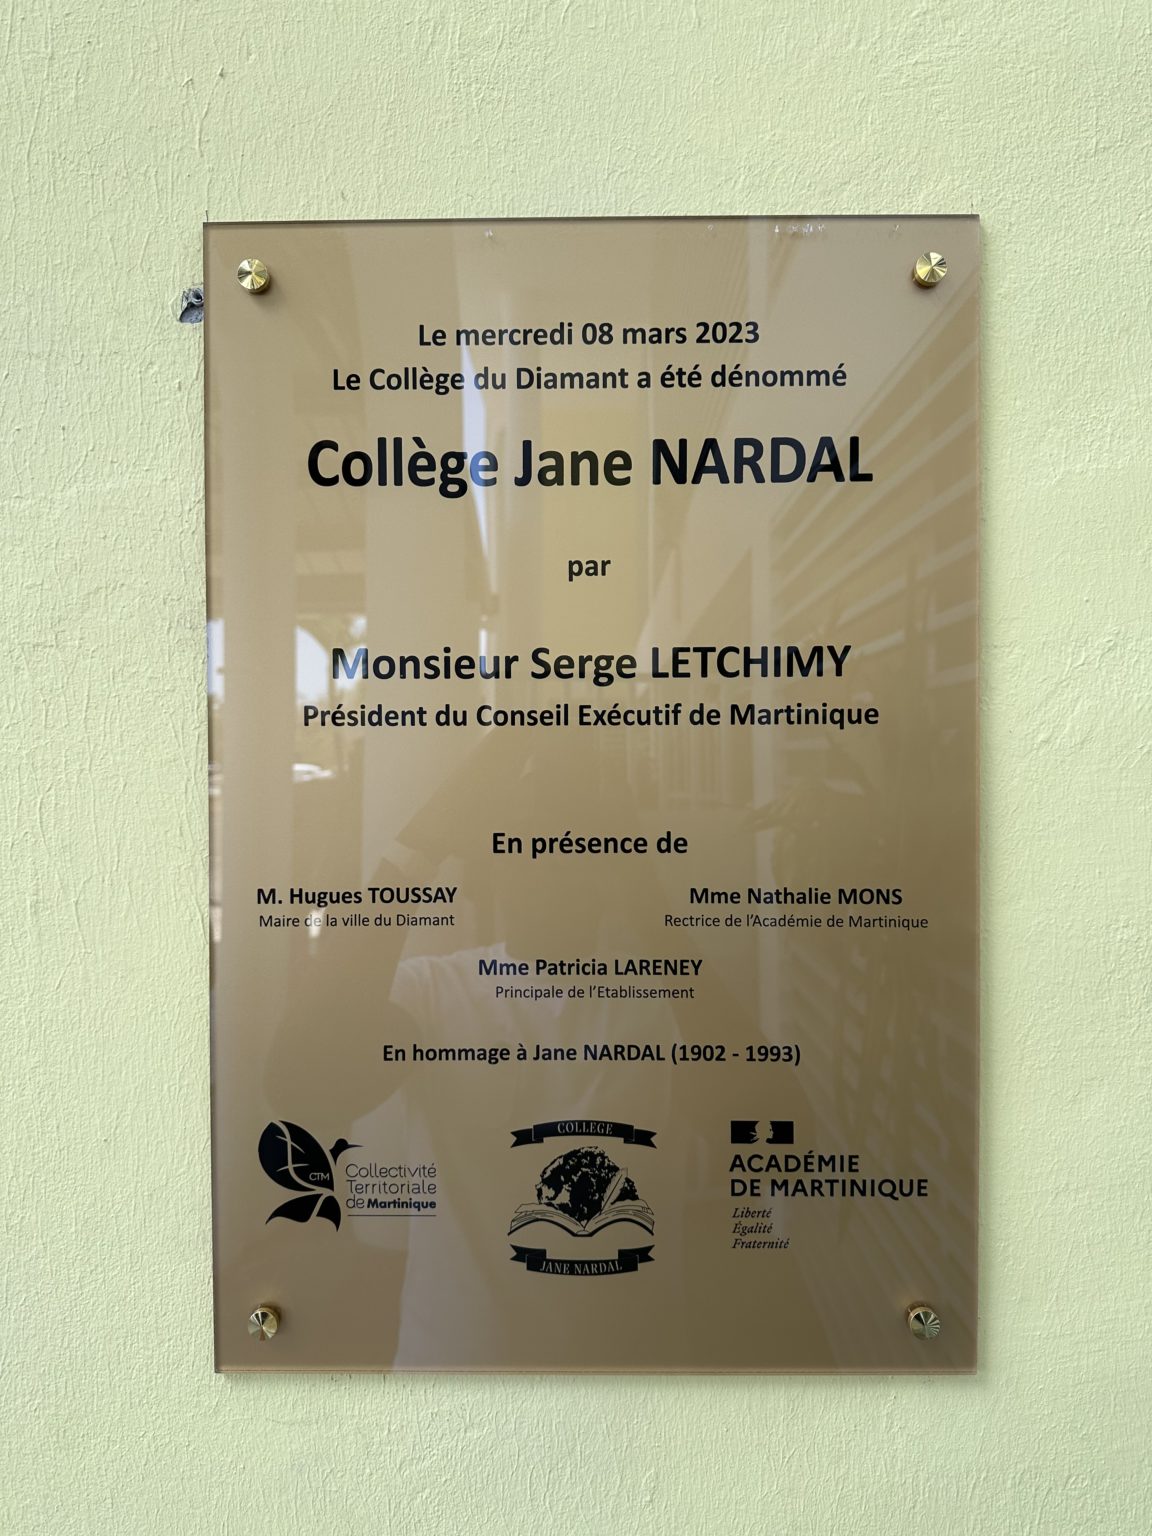 Le mercredi 08 mars 2023
Le Collège du Diamant a été dénommé
Collège Jane NARDAL
par
Monsieur Serge LETCHIMY
Président du Conseil Exécutif de Martinique
En présence de
M. Hugues TOUSSAY
Maire de la ville du Diamant
Mme Nathalie MONS
Rectrice de l'Académie de Martinique
Mme Patricia LARENEY
Principale de l'Etablissement
En hommage à Jane NARDAL (1902 - 1993)
CTM
Collectivité
Territoriale
de Martinique
COLLEGE
JANE NARDAL
ACADÉMIE
DE MARTINIQUE
Liberté
Égalité
Fraternité